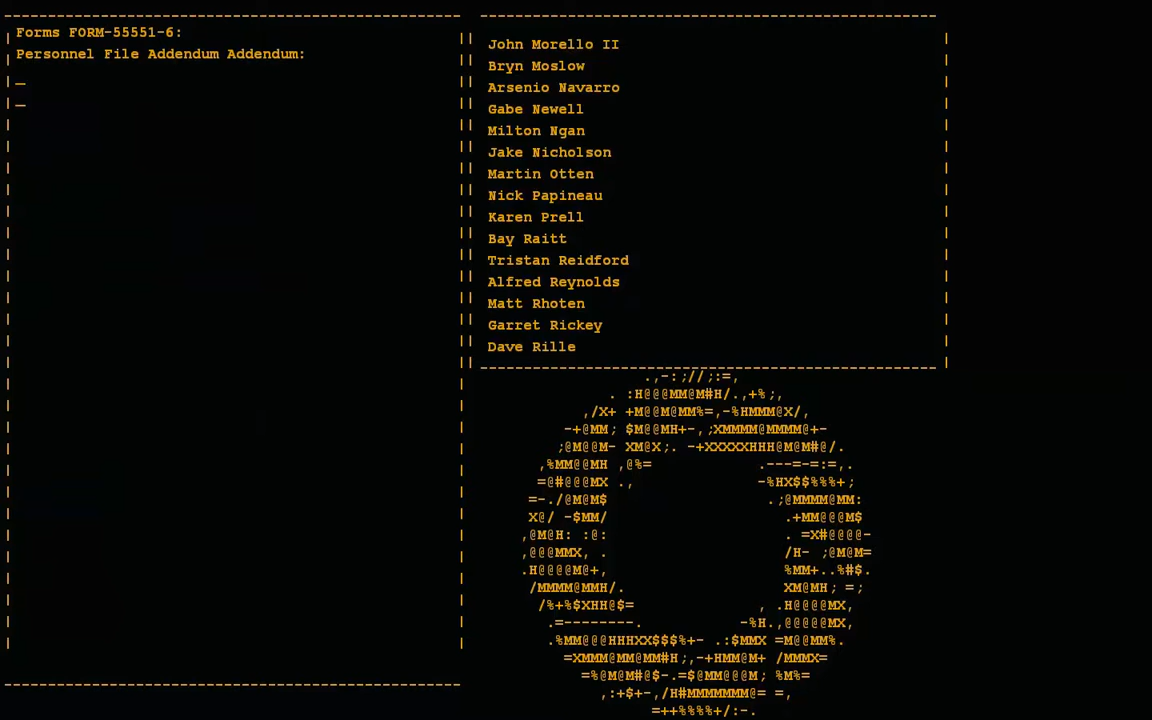 Forms FORM-55551-6:
Personnel File Addendum Addendum:
John Morello II
Bryn Moslow
Arsenio Navarro
Gabe Newell
Milton Ngan
Jake Nicholson
Martin Otten
Nick Papineau
Karen Prell
Bay Raitt
Tristan Reidford
Alfred Reynolds
Matt Rhoten
Garret Rickey
Dave Rille